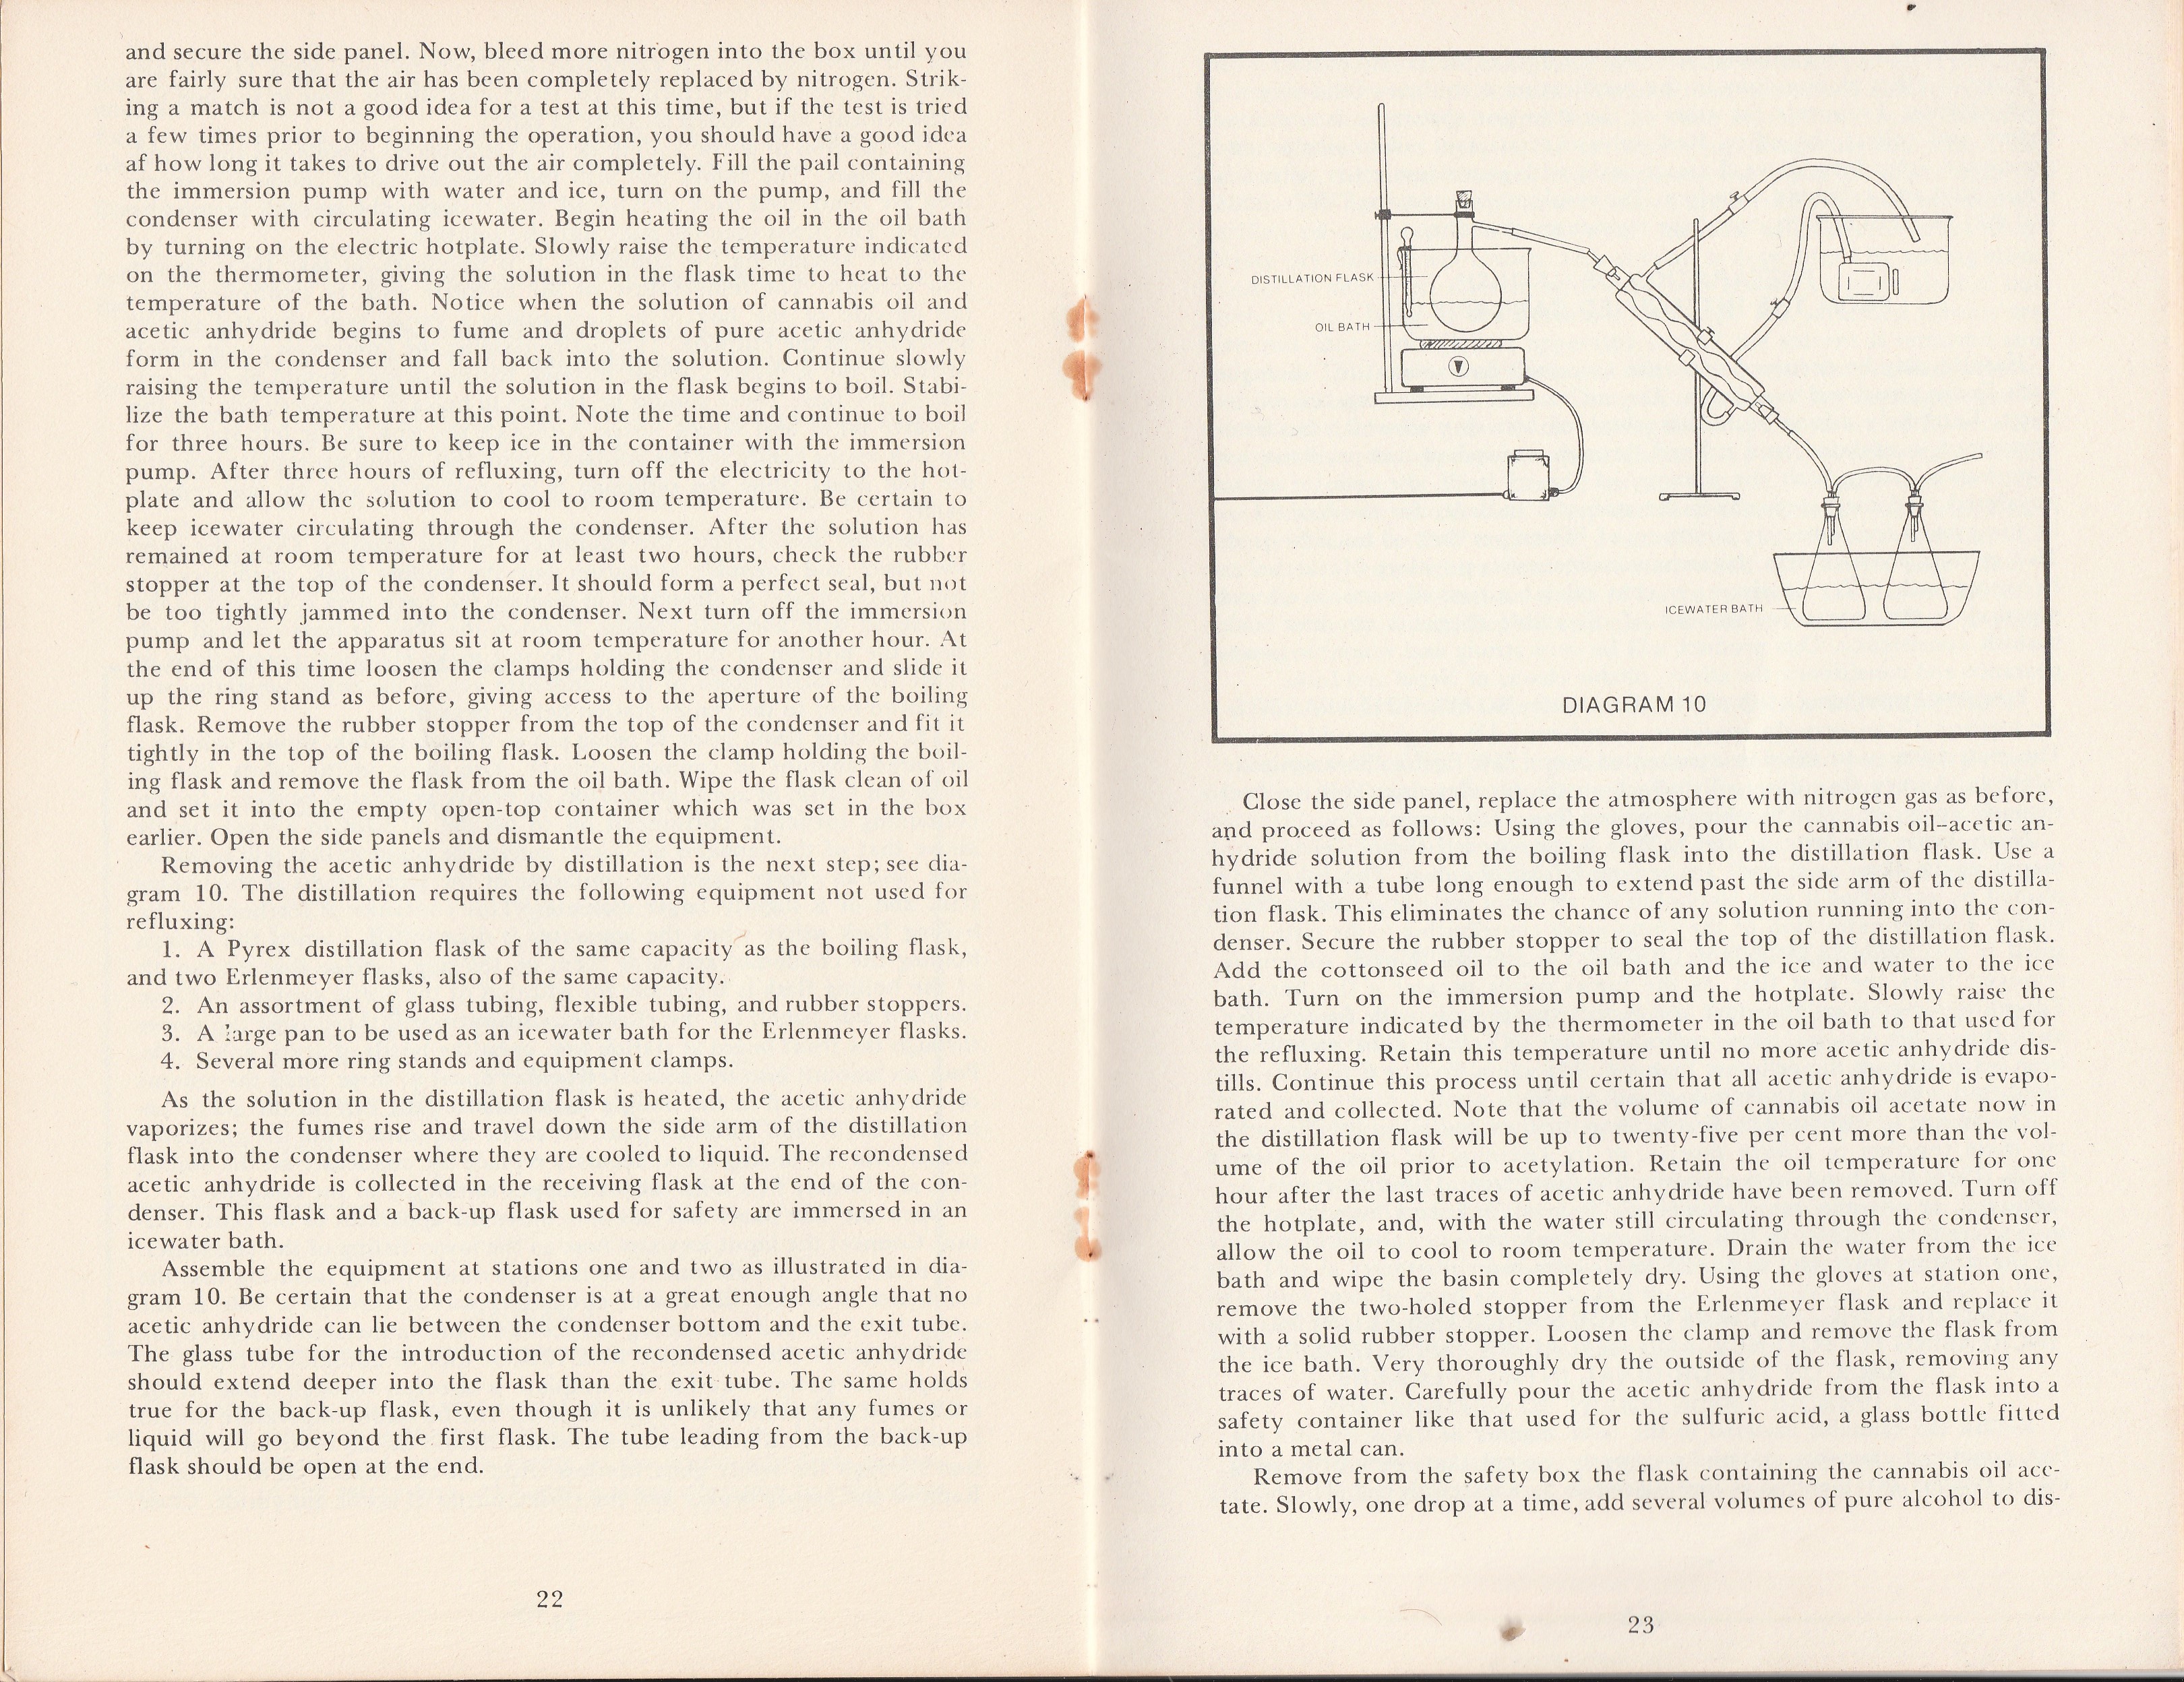 and secure the side panel. Now, bleed more nitrogen into the box until you
are fairly sure that the air has been completely replaced by nitrogen. Strik-
ing a match is not a good idea for a test at this time, but if the test is tried
a few times prior to beginning the operation, you should have a good idea
af how long it takes to drive out the air completely. Fill the pail containing
the immersion pump with water and ice, turn on the pump, and fill the
condenser with circulating icewater. Begin heating the oil in the oil bath
by turning on the electric hotplate. Slowly raise the temperature indicated
on the thermometer, giving the solution in the flask time to heat to the
temperature of the bath. Notice when the solution of cannabis oil and
acetic anhydride begins to fume and droplets of pure acetic anhydride
form in the condenser and fall back into the solution. Continue slowly
raising the temperature until the solution in the flask begins to boil. Stabi-
lize the bath temperature at this point. Note the time and continue to boil
for three hours. Be sure to keep ice in the container with the immersion
pump. After three hours of refluxing, turn off the electricity to the hot-
plate and allow the solution to cool to room temperature. Be certain to
keep icewater circulating through the condenser. After the solution has
remained at room temperature for at least two hours, check the rubber
stopper at the top of the condenser. It should form a perfect seal, but not
be too tightly jammed into the condenser. Next turn off the immersion
pump and let the apparatus sit at room temperature for another hour. At
the end of this time loosen the clamps holding the condenser and slide it
up the ring stand as before, giving access to the aperture of the boiling
flask. Remove the rubber stopper from the top of the condenser and fit it
tightly in the top of the boiling flask. Loosen the clamp holding the boil-
ing flask and remove the flask from the oil bath. Wipe the flask clean of oil
and set it into the empty open-top container which was set in the box
earlier. Open the side panels and dismantle the equipment.
Removing the acetic anhydride by distillation is the next step; see dia-
gram 10. The distillation requires the following equipment not used for
refluxing:
1. A Pyrex distillation flask of the same capacity as the boiling flask,
and two Erlenmeyer flasks, also of the same capacity.
2. An assortment of glass tubing, flexible tubing, and rubber stoppers.
3. A large pan to be used as an icewater bath for the Erlenmeyer flasks.
4. Several more ring stands and equipment clamps.
As the solution in the distillation flask is heated, the acetic anhydride
vaporizes; the fumes rise and travel down the side arm of the distillation
flask into the condenser where they are cooled to liquid. The recondensed
acetic anhydride is collected in the receiving flask at the end of the con-
denser. This flask and a back-up flask used for safety are immersed in an
icewater bath.
Assemble the equipment at stations one and two as illustrated in dia-
gram 10. Be certain that the condenser is at a great enough angle that no
acetic anhydride can lie between the condenser bottom and the exit tube.
The glass tube for the introduction of the recondensed acetic anhydride
should extend deeper into the flask than the exit tube. The same holds
true for the back-up flask, even though it is unlikely that any fumes or
liquid will go beyond the first flask. The tube leading from the back-up
flask should be open at the end.
22
DISTILLATION FLASK
OIL BATH
ICEWATER BATH
DIAGRAM 10
Close the side panel, replace the atmosphere with nitrogen gas as before,
and proceed as follows: Using the gloves, pour the cannabis oil–acetic an-
hydride solution from the boiling flask into the distillation flask. Use a
funnel with a tube long enough to extend past the side arm of the distilla-
tion flask. This eliminates the chance of any solution running into the con-
denser. Secure the rubber stopper to seal the top of the distillation flask.
Add the cottonseed oil to the oil bath and the ice and water to the ice
bath. Turn on the immersion pump and the hotplate. Slowly raise the
temperature indicated by the thermometer in the oil bath to that used for
the refluxing. Retain this temperature until no more acetic anhydride dis-
tills. Continue this process until certain that all acetic anhydride is evapo-
rated and collected. Note that the volume of cannabis oil acetate now in
the distillation flask will be up to twenty-five per cent more than the vol-
ume of the oil prior to acetylation. Retain the oil temperature for one
hour after the last traces of acetic anhydride have been removed. Turn off
the hotplate, and, with the water still circulating through the condenser,
allow the oil to cool to room temperature. Drain the water from the ice
bath and wipe the basin completely dry. Using the gloves at station one,
remove the two-holed stopper from the Erlenmeyer flask and replace it
with a solid rubber stopper. Loosen the clamp and remove the flask from
the ice bath. Very thoroughly dry the outside of the flask, removing any
traces of water. Carefully pour the acetic anhydride from the flask into a
safety container like that used for the sulfuric acid, a glass bottle fitted
into a metal can.
Remove from the safety box the flask containing the cannabis oil ace-
tate. Slowly, one drop at a time, add several volumes of pure alcohol to dis-
23